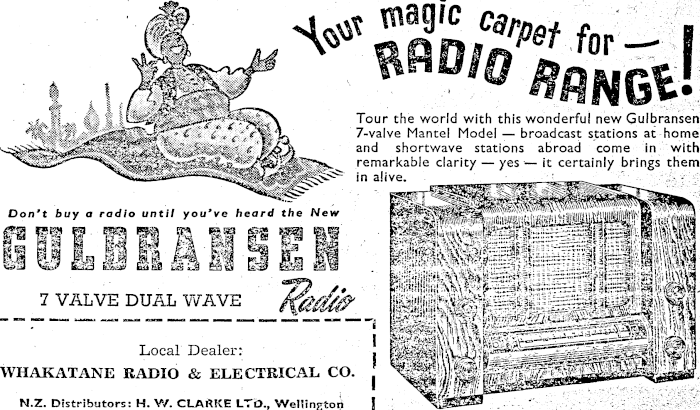 Your magic carpet for —
RADIO RANGE!
Tour the world with this wonderful new Gulbransen
7-valve Mantel Model — broadcast stations at home
and shortwave stations abroad come in with
remarkable clarity — yes — it certainly brings them
in alive.
Don't buy a radio until you've heard the New
GULBRANSEN
7 VALVE DUAL WAVE Radio
Local Dealer:
WHAKATANE RADIO & ELECTRICAL CO.
N.Z. Distributors: H. W. CLARKE LTD., Wellington